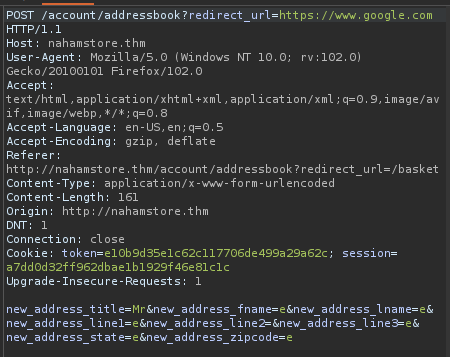 POST /account/addressbook?redirect_url=https://www.google.com
HTTP/1.1
Host: nahamstore.thm
User-Agent: Mozilla/5.0 (Windows NT 10.0; rv:102.0)
Gecko/20100101 Firefox/102.0
Accept:
text/html,application/xhtml+xml,application/xml;q=0.9,image/av
if,image/webp,*/*;q=0.8
Accept-Language: en-US,en;q=0.5
Accept-Encoding: gzip, deflate
Referer:
http://nahamstore.thm/account/addressbook?redirect_url=/basket
Content-Type: application/x-www-form-urlencoded
Content-Length: 161
Origin: http://nahamstore.thm
DNT: 1
Connection: close
Cookie: token=e10b9d35e1c62c117706de499a29a62c; session=
a7dd0d32ff962dbae1b1929f46e81c1c
Upgrade-Insecure-Requests: 1

new_address_title=Mr&new_address_fname=e&new_address_lname=e&
new_address_line1=e&new_address_line2=&new_address_line3=e&
new_address_state=e&new_address_zipcode=e